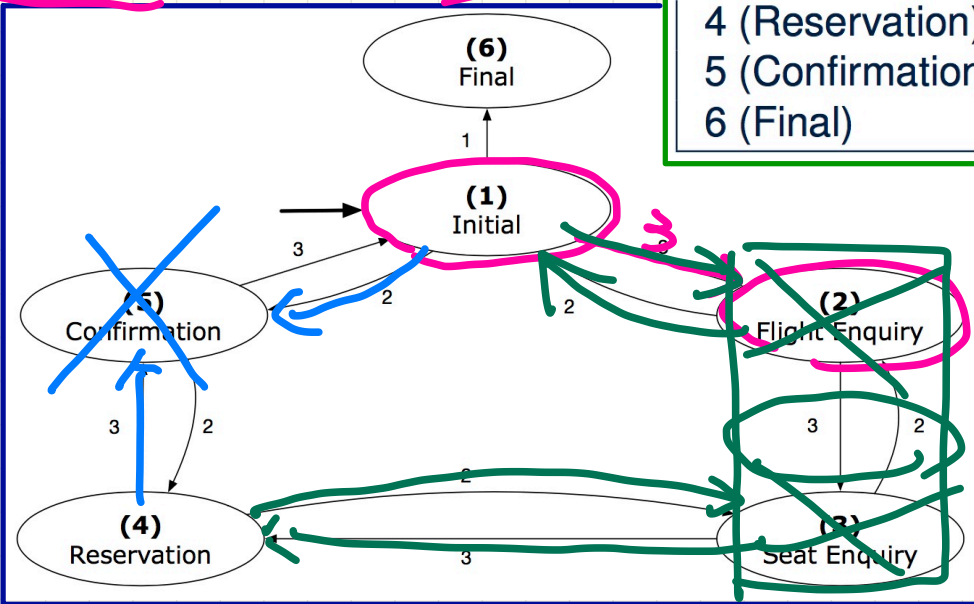 4 (Reservation)
5 (Confirmation
6 (Final)
(6)
Final
1
(1)
Initial
3
2
3
2
(5)
Confirmation
(2)
Flight Enquiry
3
2
3
2
2
(4)
Reservation
3
(3)
Seat Enquiry